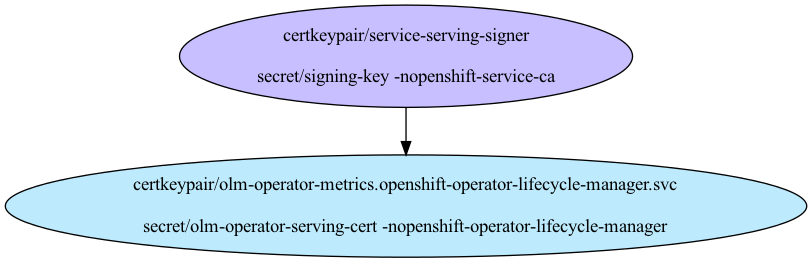 certkeypair/service-serving-signer
secret/signing-key -nopenshift-service-ca
certkeypair/olm-operator-metrics.openshift-operator-lifecycle-manager.svc
secret/olm-operator-serving-cert -nopenshift-operator-lifecycle-manager